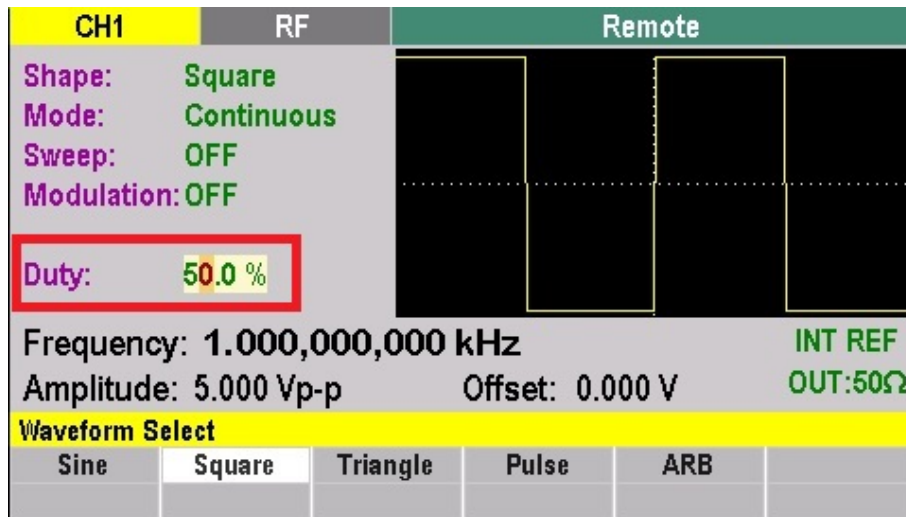 CH1 RF Remote
Shape: Square
Mode: Continuous
Sweep: OFF
Modulation: OFF
Duty: 50.0 %
Frequency: 1.000,000,000 kHz INT REF
Amplitude: 5.000 Vp-p Offset: 0.000 V OUT:50Ω
Waveform Select
Sine Square Triangle Pulse ARB